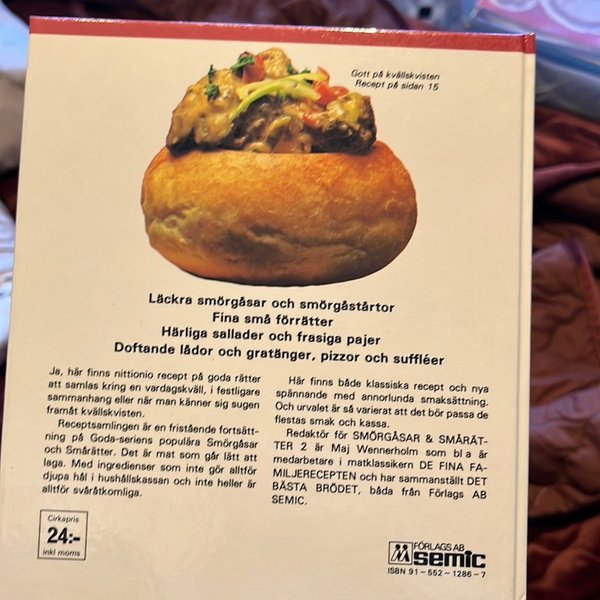 Gott på kvällskvisten
Recept på sidan 15
Läckra smörgåsar och smörgåstårtor
Fina små förrätter
Härliga sallader och frasiga pajer
Doftande lådor och gratänger, pizzor och suffléer
Ja, här finns nittionio recept på goda rätter
att samlas kring en vardagskväll, i festligare
sammanhang eller när man känner sig sugen
framåt kvällskvisten.
Receptsamlingen är en fristående fortsätt-
ning på Goda-seriens populära Smörgåsar
och Smårätter. Det är mat som går lätt att
laga. Med ingredienser som inte gör alltför
djupa hål i hushållskassan och inte heller är
alltför svåråtkomliga.
Här finns både klassiska recept och nya
spännande med annorlunda smaksättning.
Och urvalet är så varierat att det bör passa de
flestas smak och kassa.
Redaktör för SMÖRGÅSAR & SMÅRÄT-
TER 2 är Maj Wennerholm som bl a är
medarbetare i matklassikern DE FINA FA-
MILJERECEPTEN och har sammanställt DET
BÄSTA BRÖDET, båda från Förlags AB
SEMIC.
Cirkapris
24:-
inkl moms
FÖRLAGS AB
semic
ISBN 91-552-1286-7